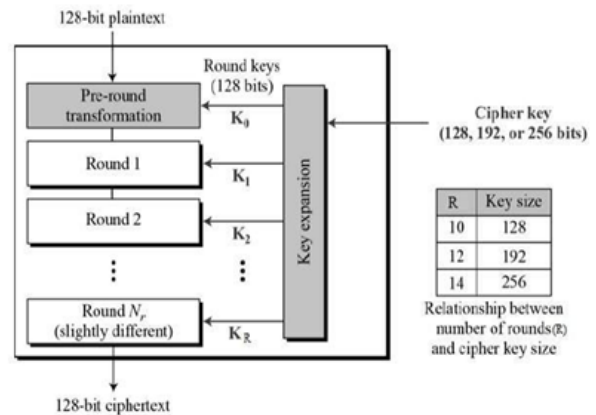 128-bit plaintext
Round keys
(128 bits)
Pre-round
transformation
K0
Cipher key
(128, 192, or 256 bits)
Round 1
K1
Round 2
K2
Key expansion
R Key size
10 128
12 192
14 256
Relationship between
number of rounds(R)
and cipher key size
Round Nr
(slightly different)
KR
128-bit ciphertext